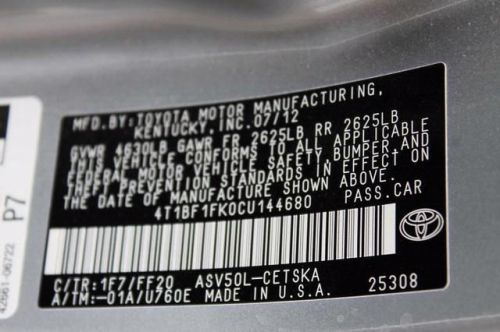 MFD. BY: TOYOTA MOTOR MANUFACTURING,
KENTUCKY, INC. 07/12
GVWR 4630LB GAWR FR 2625LB RR 2625LB
THIS VEHICLE CONFORMS TO ALL APPLICABLE
FEDERAL MOTOR VEHICLE SAFETY, BUMPER, AND
THEFT PREVENTION STANDARDS IN EFFECT ON
THE DATE OF MANUFACTURE SHOWN ABOVE.
4T1BF1FK0CU144680 PASS. CAR
C/TR: 1F7/FF20 ASV50L-CETSKA
A/TM: -01A/U760E MADE IN U.S.A. 25308
P7
42661-06722